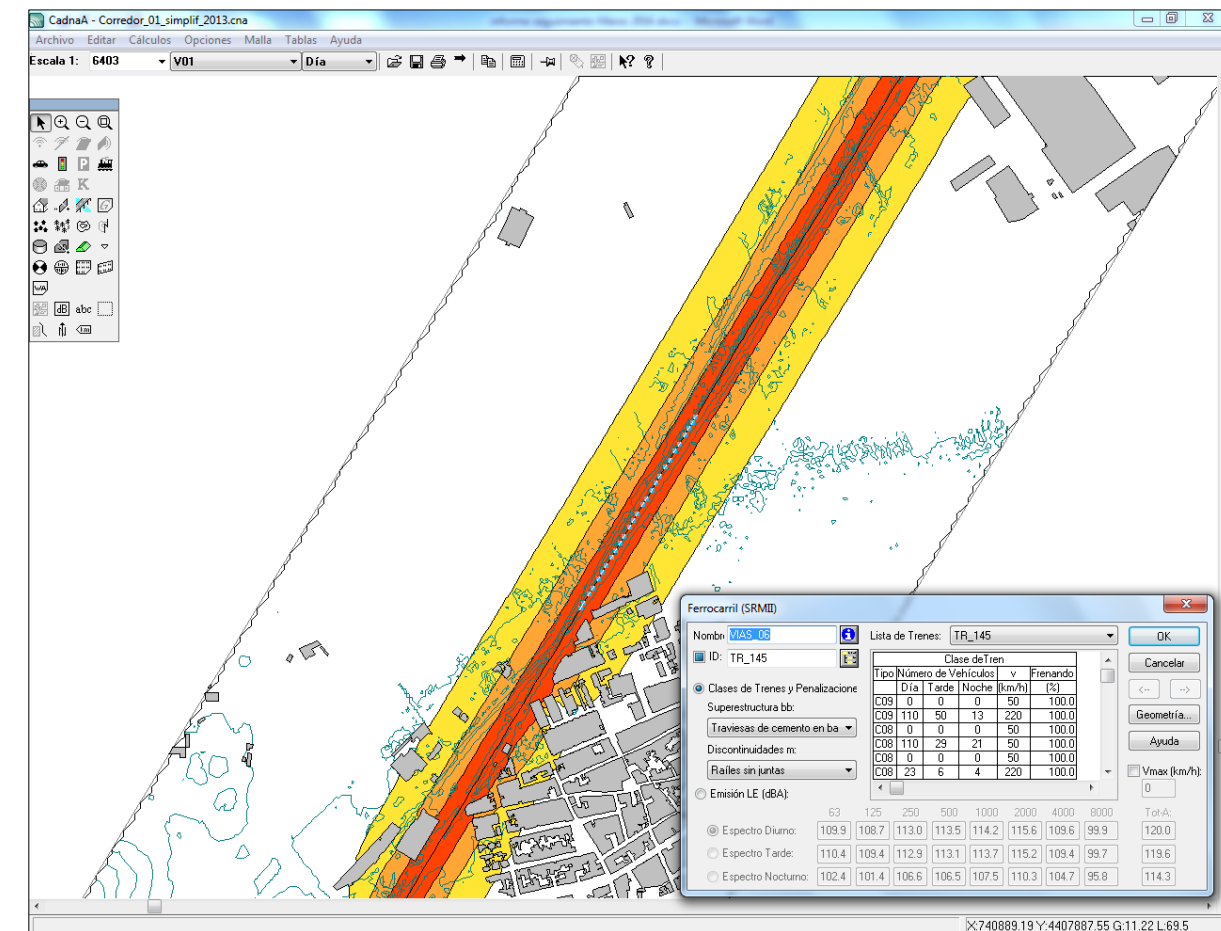 CadnaA - Corredor_01_simplif_2013.cna
Archivo Editar Cálculos Opciones Malla Tablas Ayuda
Escala 1: 6403 V01 Día
P
K
dB abc
Ferrocarril (SRMII)
Nombr VIAS_06 Lista de Trenes: TR_145 OK
ID: TR_145 Cancelar
Clase deTren
Tipo Número de Vehículos v Frenando
Día Tarde Noche (km/h) (%)
C09 0 0 0 50 100.0
C09 110 50 13 220 100.0
C08 0 0 0 50 100.0
C08 110 29 21 50 100.0
C08 0 0 0 50 100.0
C08 23 6 4 220 100.0
Clases de Trenes y Penalizacione
Superestructura bb:
Traviesas de cemento en ba
Discontinuidades m:
Raíles sin juntas
Geometría...
Ayuda
Vmax (km/h):
0
Emisión LE (dBA):
63 125 250 500 1000 2000 4000 8000 Tot-A:
Espectro Diurno: 109.9 108.7 113.0 113.5 114.2 115.6 109.6 99.9 120.0
Espectro Tarde: 110.4 109.4 112.9 113.1 113.7 115.2 109.4 99.7 119.6
Espectro Nocturno: 102.4 101.4 106.6 106.5 107.5 110.3 104.7 95.8 114.3
X:740889.19 Y:4407887.55 G:11.22 L:69.5